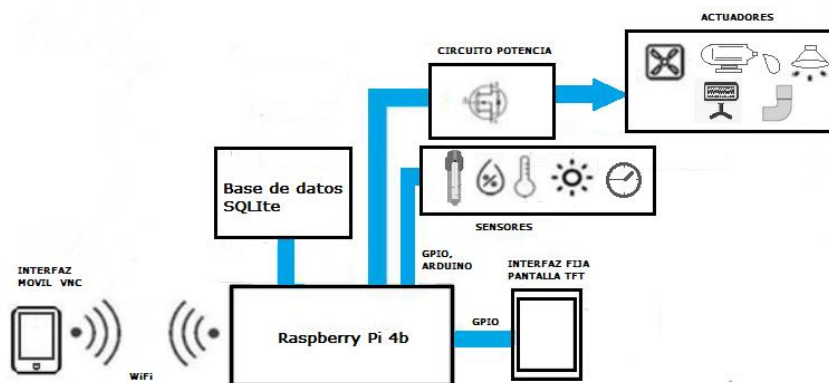 ACTUADORES
CIRCUITO POTENCIA
%
Base de datos
SQLIte
SENSORES
GPIO,
ARDUINO
INTERFAZ FIJA
PANTALLA TFT
INTERFAZ
MOVIL VNC
Raspberry Pi 4b
GPIO
WiFi